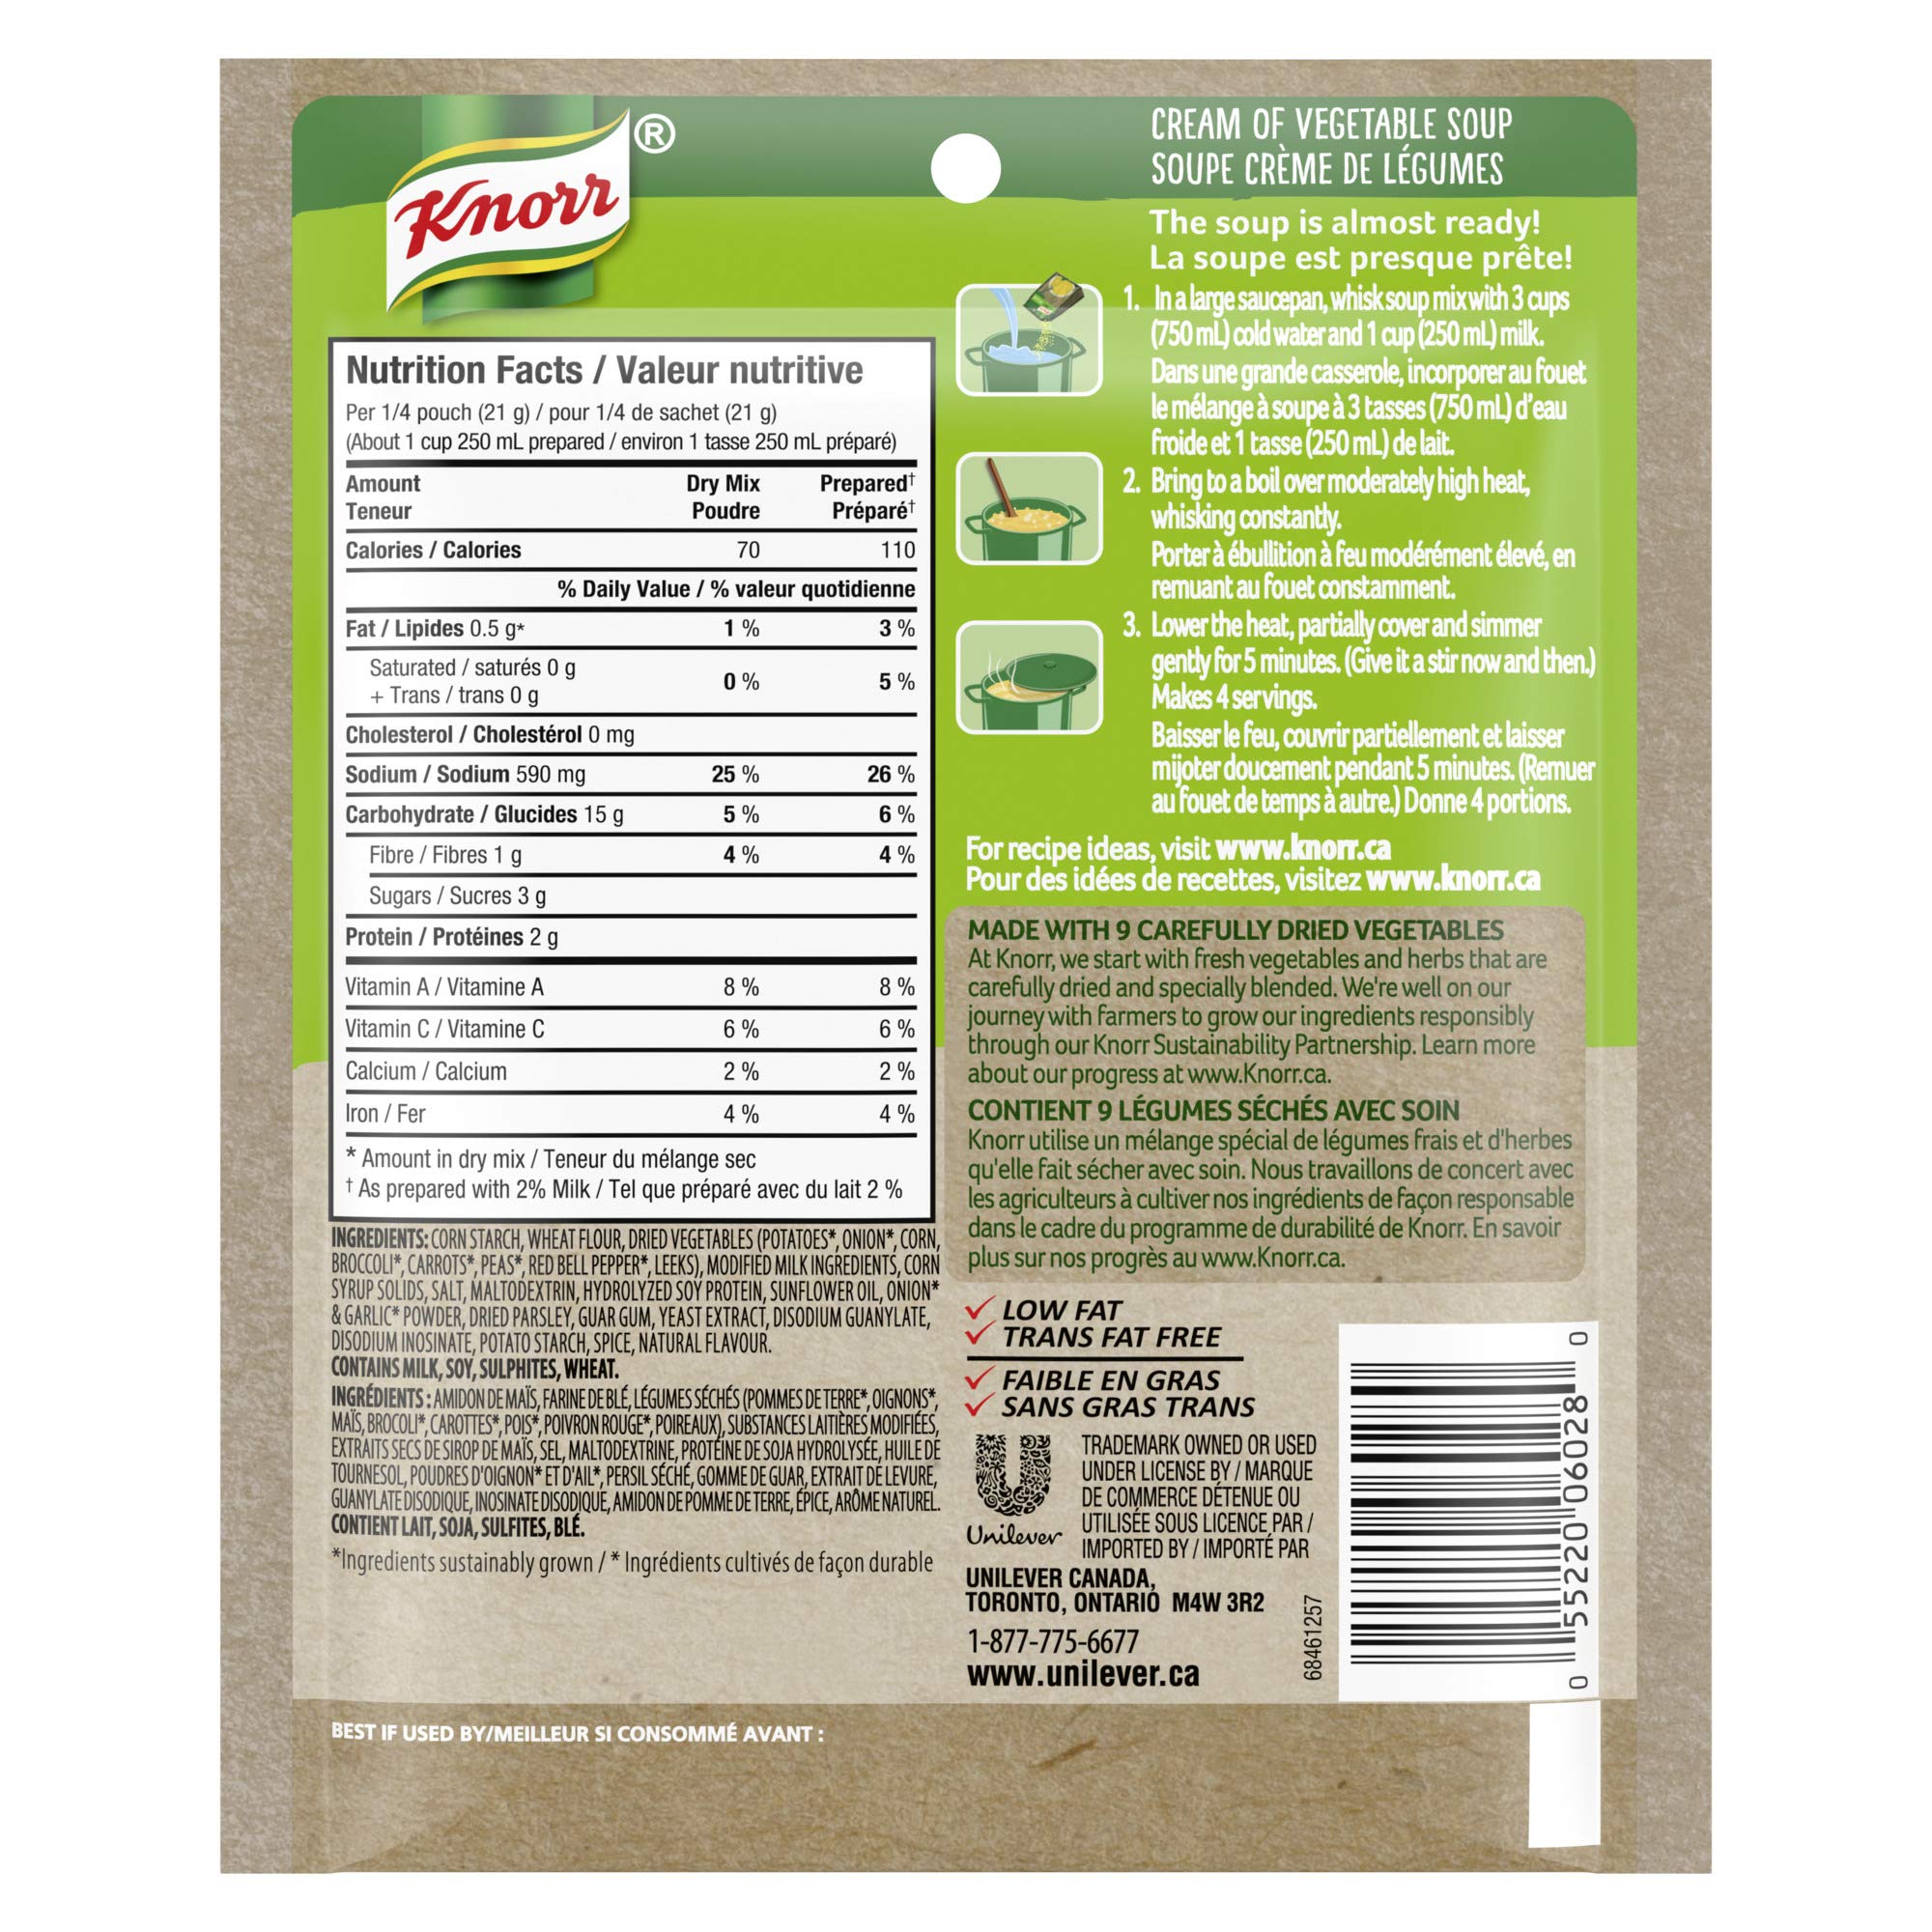 Knorr®
CREAM OF VEGETABLE SOUP
SOUPE CRÈME DE LÉGUMES
The soup is almost ready!
La soupe est presque prête!
1. In a large saucepan, whisk soup mix with 3 cups
(750 mL) cold water and 1 cup (250 mL) milk.
Dans une grande casserole, incorporer au fouet
le mélange à soupe à 3 tasses (750 mL) d'eau
froide et 1 tasse (250 mL) de lait.
2. Bring to a boil over moderately high heat,
whisking constantly.
Porter à ébullition à feu modérément élevé, en
remuant au fouet constamment.
3. Lower the heat, partially cover and simmer
gently for 5 minutes. (Give it a stir now and then.)
Makes 4 servings.
Baisser le feu, couvrir partiellement et laisser
mijoter doucement pendant 5 minutes. (Remuer
au fouet de temps à autre.) Donne 4 portions.
For recipe ideas, visit www.knorr.ca
Pour des idées de recettes, visitez www.knorr.ca
Nutrition Facts / Valeur nutritive
Per 1/4 pouch (21 g) / pour 1/4 de sachet (21 g)
(About 1 cup 250 mL prepared / environ 1 tasse 250 mL préparé)
Amount Dry Mix Prepared†
Teneur Poudre Préparé†
Calories / Calories 70 110
% Daily Value / % valeur quotidienne
Fat / Lipides 0.5 g* 1 % 3 %
Saturated / saturés 0 g
+ Trans / trans 0 g 0 % 5 %
Cholesterol / Cholestérol 0 mg
Sodium / Sodium 590 mg 25 % 26 %
Carbohydrate / Glucides 15 g 5 % 6 %
Fibre / Fibres 1 g 4 % 4 %
Sugars / Sucres 3 g
Protein / Protéines 2 g
Vitamin A / Vitamine A 8 % 8 %
Vitamin C / Vitamine C 6 % 6 %
Calcium / Calcium 2 % 2 %
Iron / Fer 4 % 4 %
* Amount in dry mix / Teneur du mélange sec
† As prepared with 2% Milk / Tel que préparé avec du lait 2 %
INGREDIENTS: CORN STARCH, WHEAT FLOUR, DRIED VEGETABLES (POTATOES*, ONION*, CORN,
BROCCOLI*, CARROTS*, PEAS*, RED BELL PEPPER*, LEEKS), MODIFIED MILK INGREDIENTS, CORN
SYRUP SOLIDS, SALT, MALTODEXTRIN, HYDROLYZED SOY PROTEIN, SUNFLOWER OIL, ONION*
& GARLIC* POWDER, DRIED PARSLEY, GUAR GUM, YEAST EXTRACT, DISODIUM GUANYLATE,
DISODIUM INOSINATE, POTATO STARCH, SPICE, NATURAL FLAVOUR.
CONTAINS MILK, SOY, SULPHITES, WHEAT.
INGRÉDIENTS : AMIDON DE MAÏS, FARINE DE BLÉ, LÉGUMES SÉCHÉS (POMMES DE TERRE*, OIGNONS*,
MAÏS, BROCOLI*, CAROTTES*, POIS*, POIVRON ROUGE*, POIREAUX), SUBSTANCES LAITIÈRES MODIFIÉES,
EXTRAITS SECS DE SIROP DE MAÏS, SEL, MALTODEXTRINE, PROTÉINE DE SOJA HYDROLYSÉE, HUILE DE
TOURNESOL, POUDRES D'OIGNON* ET D'AIL*, PERSIL SÉCHÉ, GOMME DE GUAR, EXTRAIT DE LEVURE,
GUANYLATE DISODIQUE, INOSINATE DISODIQUE, AMIDON DE POMME DE TERRE, ÉPICE, ARÔME NATUREL.
CONTIENT LAIT, SOJA, SULFITES, BLÉ.
*Ingredients sustainably grown / * Ingrédients cultivés de façon durable
MADE WITH 9 CAREFULLY DRIED VEGETABLES
At Knorr, we start with fresh vegetables and herbs that are
carefully dried and specially blended. We're well on our
journey with farmers to grow our ingredients responsibly
through our Knorr Sustainability Partnership. Learn more
about our progress at www.Knorr.ca.
CONTIENT 9 LÉGUMES SÉCHÉS AVEC SOIN
Knorr utilise un mélange spécial de légumes frais et d'herbes
qu'elle fait sécher avec soin. Nous travaillons de concert avec
les agriculteurs à cultiver nos ingrédients de façon responsable
dans le cadre du programme de durabilité de Knorr. En savoir
plus sur nos progrès au www.Knorr.ca.
LOW FAT
TRANS FAT FREE
FAIBLE EN GRAS
SANS GRAS TRANS
Unilever
TRADEMARK OWNED OR USED
UNDER LICENSE BY / MARQUE
DE COMMERCE DÉTENUE OU
UTILISÉE SOUS LICENCE PAR /
IMPORTED BY / IMPORTÉ PAR
UNILEVER CANADA,
TORONTO, ONTARIO M4W 3R2
1-877-775-6677
www.unilever.ca
68461257
0 55220 06028 0
BEST IF USED BY/MEILLEUR SI CONSOMMÉ AVANT :